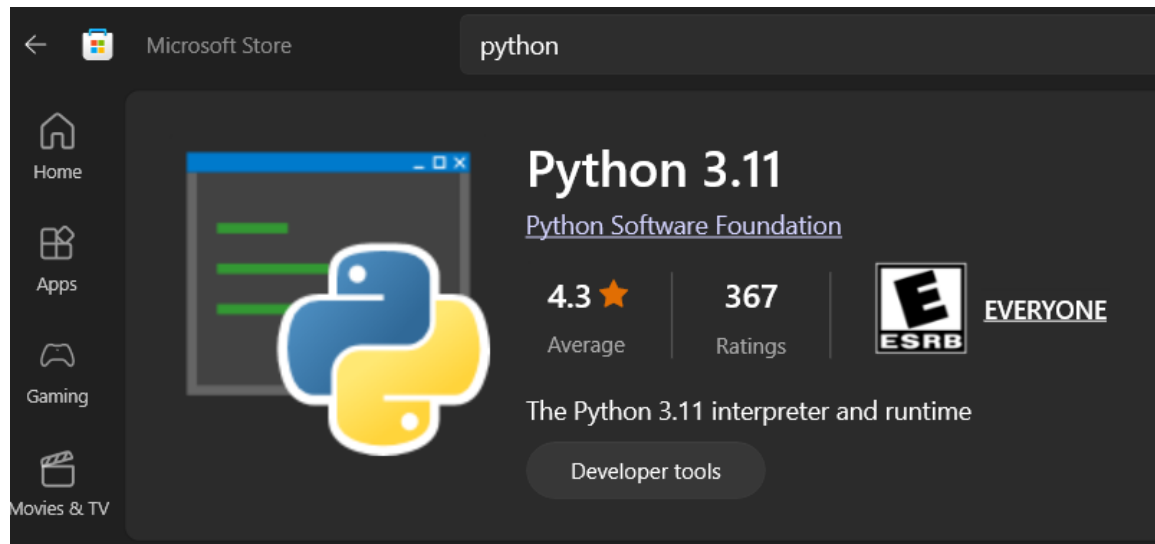 Microsoft Store
python
Home
Apps
Gaming
Movies & TV
Python 3.11
Python Software Foundation
4.3
367
Average
Ratings
E
ESRB
EVERYONE
The Python 3.11 interpreter and runtime
Developer tools